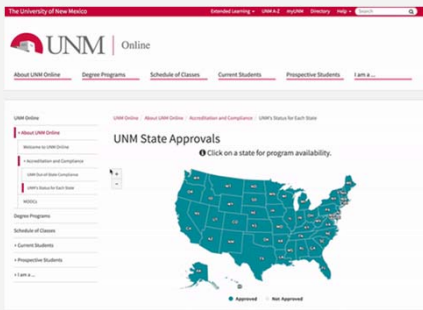 The University of New Mexico
Extended Learning UNM A-Z myUNM Directory Help Search
UNM Online
About UNM Online Degree Programs Schedule of Classes Current Students Prospective Students I am a ...
UNM Online
UNM Online About UNM Online Accreditation and Compliance UNM's Status for Each State
About UNM Online
Welcome to UNM Online
Accreditation and Compliance
UNM Out-of-State Compliance
UNM's Status for Each State
MOOCs
Degree Programs
Schedule of Classes
Current Students
Prospective Students
I am a ...
UNM State Approvals
Click on a state for program availability.
+
−
Approved Not Approved